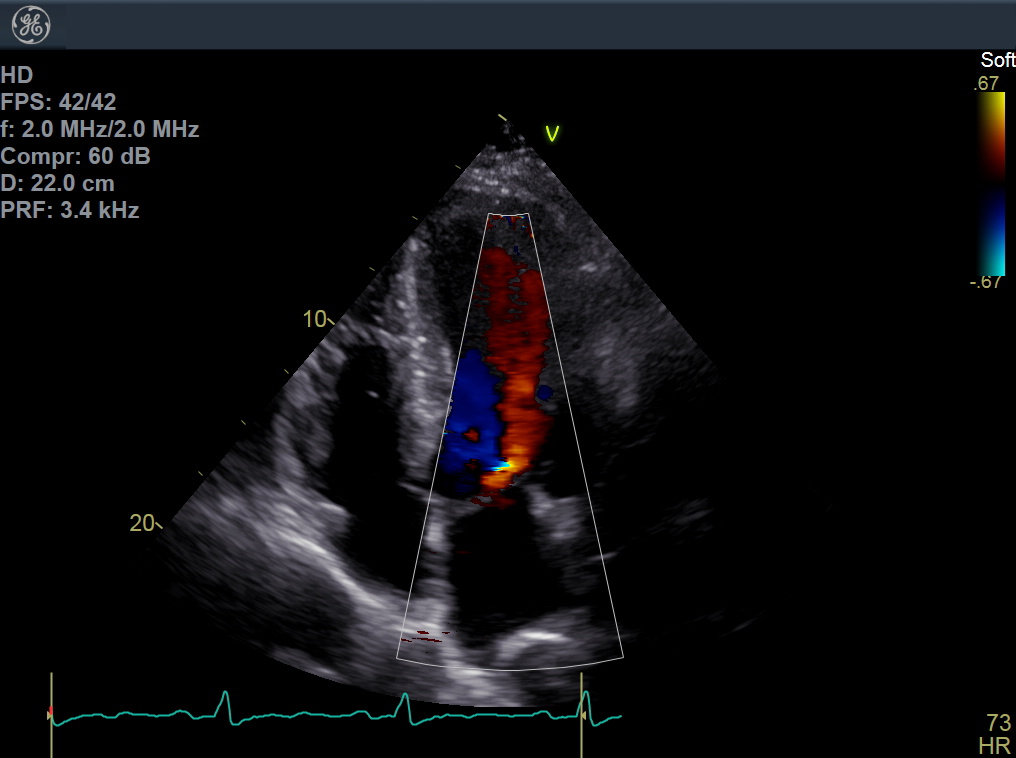 GE
Soft
HD
.67
FPS: 42/42
f: 2.0 MHz/2.0 MHz
V
Compr: 60 dB
D: 22.0 cm
PRF: 3.4 kHz
-.67
10
20
73
HR